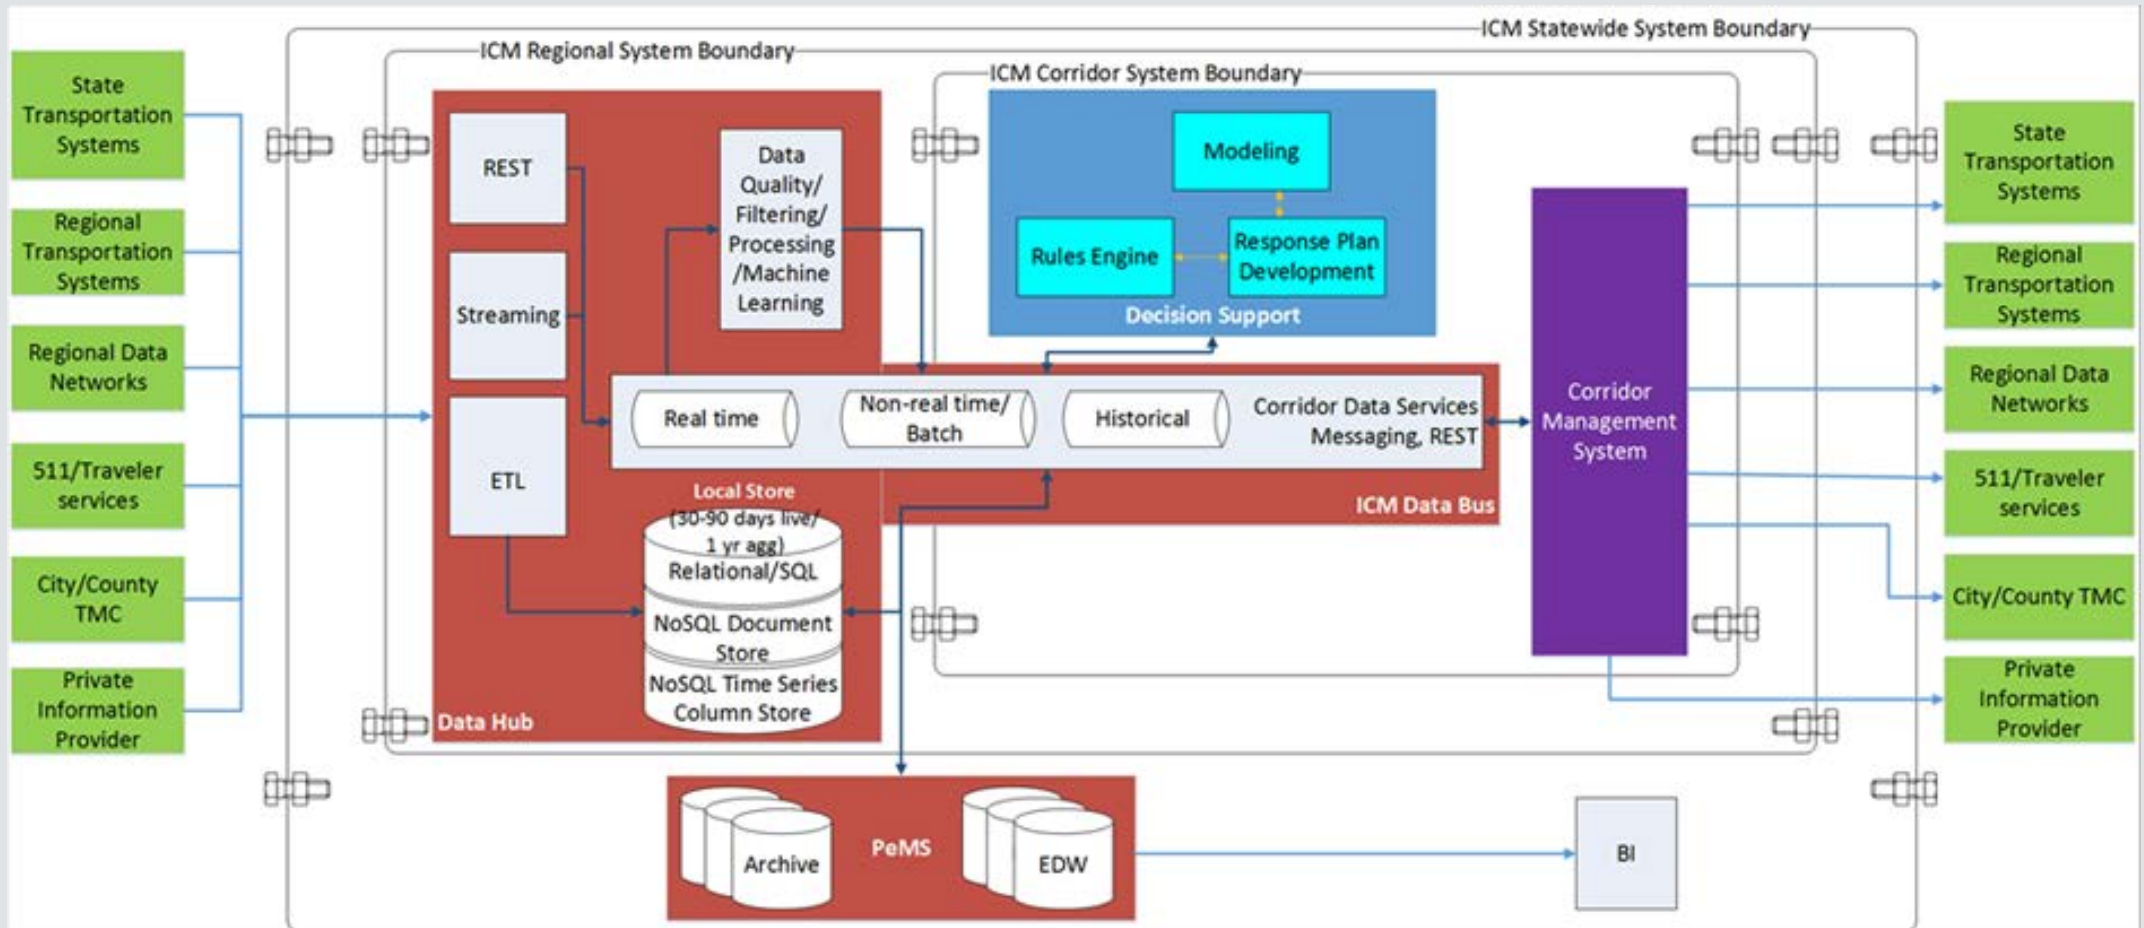 ICM Statewide System Boundary
ICM Regional System Boundary
ICM Corridor System Boundary
State
Transportation
Systems
Regional
Transportation
Systems
Regional Data
Networks
511/Traveler
services
City/County
TMC
Private
Information
Provider
REST
Streaming
ETL
Data
Quality/
Filtering/
Processing
/Machine
Learning
Modeling
Rules Engine
Response Plan
Development
Decision Support
Real time
Non-real time/
Batch
Historical
Corridor Data Services
Messaging, REST
ICM Data Bus
Local Store
(30-90 days live/
1 yr agg)
Relational/SQL
NoSQL Document
Store
NoSQL Time Series
Column Store
Data Hub
Corridor
Management
System
State
Transportation
Systems
Regional
Transportation
Systems
Regional Data
Networks
511/Traveler
services
City/County TMC
Private
Information
Provider
Archive
PeMS
EDW
BI